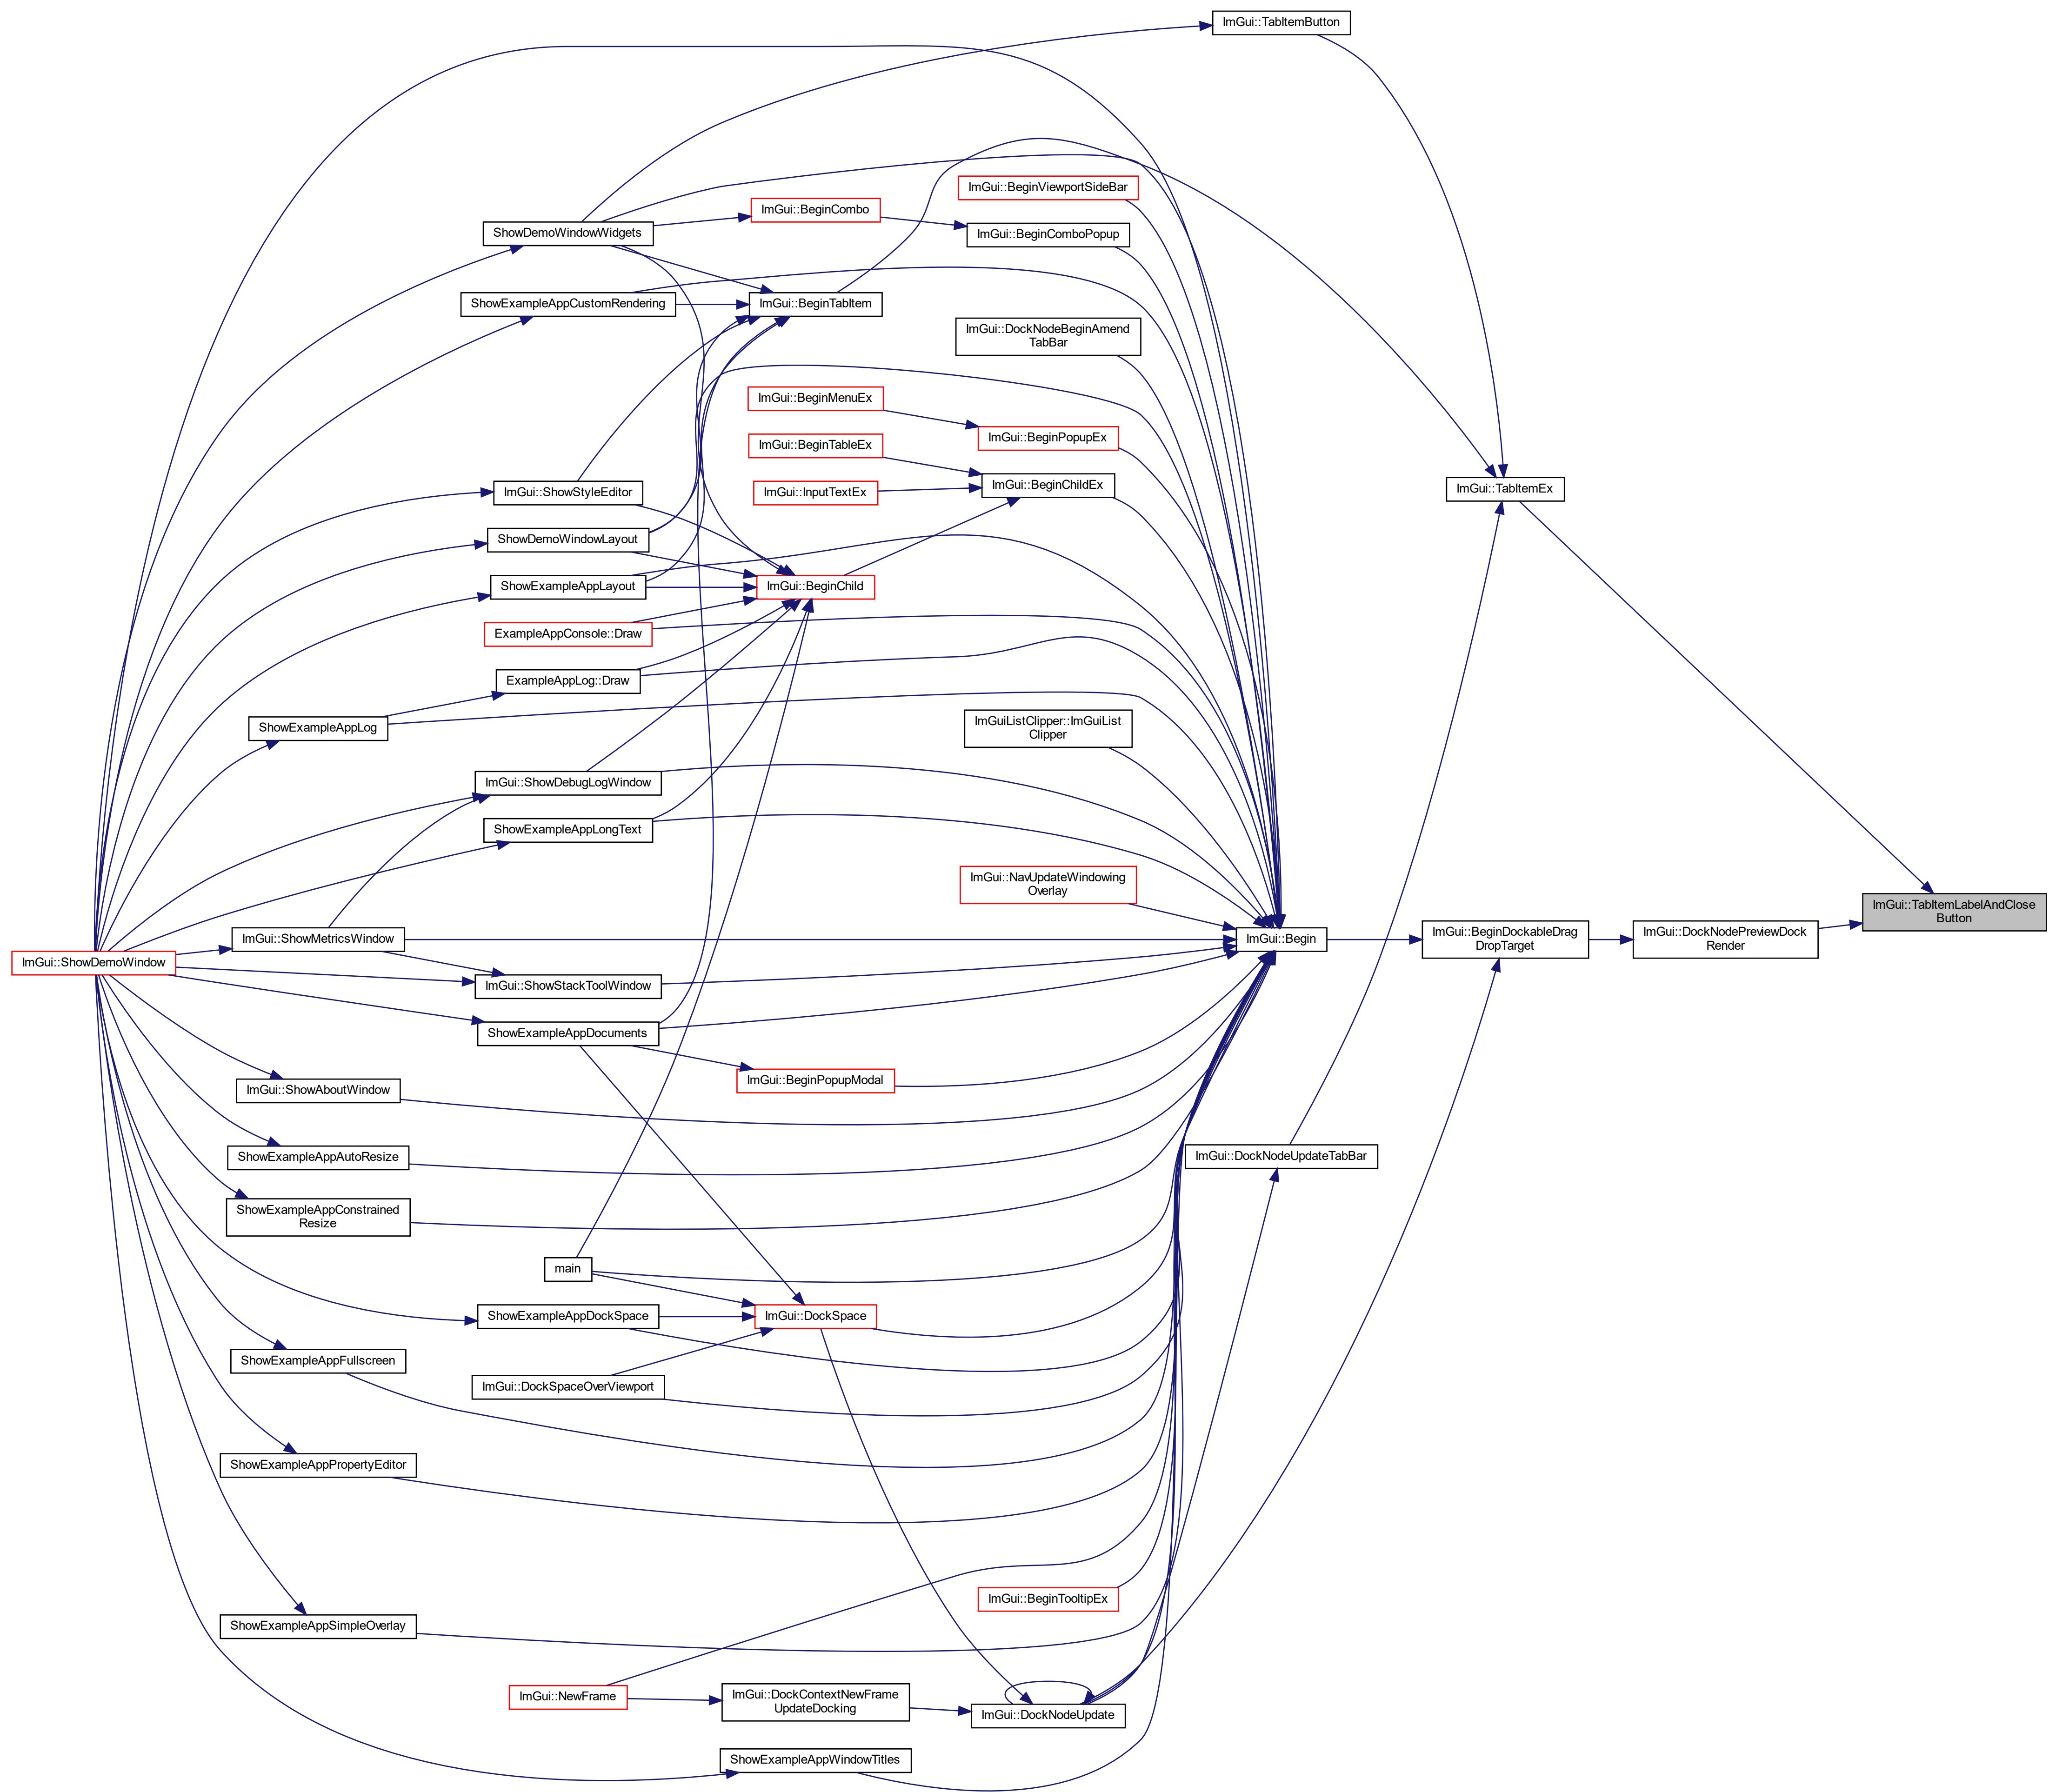 ImGui::TabItemButton
ImGui::BeginViewportSideBar
ImGui::BeginCombo
ShowDemoWindowWidgets
ImGui::BeginComboPopup
ShowExampleAppCustomRendering
ImGui::BeginTabItem
ImGui::DockNodeBeginAmend
TabBar
ImGui::BeginMenuEx
ImGui::BeginPopupEx
ImGui::BeginTableEx
ImGui::BeginChildEx
ImGui::InputTextEx
ImGui::ShowStyleEditor
ImGui::TabItemEx
ShowDemoWindowLayout
ShowExampleAppLayout
ImGui::BeginChild
ExampleAppConsole::Draw
ExampleAppLog::Draw
ShowExampleAppLog
ImGuiListClipper::ImGuiList
Clipper
ImGui::ShowDebugLogWindow
ShowExampleAppLongText
ImGui::NavUpdateWindowing
Overlay
ImGui::TabItemLabelAndClose
Button
ImGui::ShowDemoWindow
ImGui::ShowMetricsWindow
ImGui::Begin
ImGui::BeginDockableDrag
DropTarget
ImGui::DockNodePreviewDock
Render
ImGui::ShowStackToolWindow
ShowExampleAppDocuments
ImGui::BeginPopupModal
ImGui::ShowAboutWindow
ShowExampleAppAutoResize
ImGui::DockNodeUpdateTabBar
ShowExampleAppConstrained
Resize
main
ShowExampleAppDockSpace
ImGui::DockSpace
ShowExampleAppFullscreen
ImGui::DockSpaceOverViewport
ShowExampleAppPropertyEditor
ImGui::BeginTooltipEx
ShowExampleAppSimpleOverlay
ImGui::NewFrame
ImGui::DockContextNewFrame
UpdateDocking
ImGui::DockNodeUpdate
ShowExampleAppWindowTitles